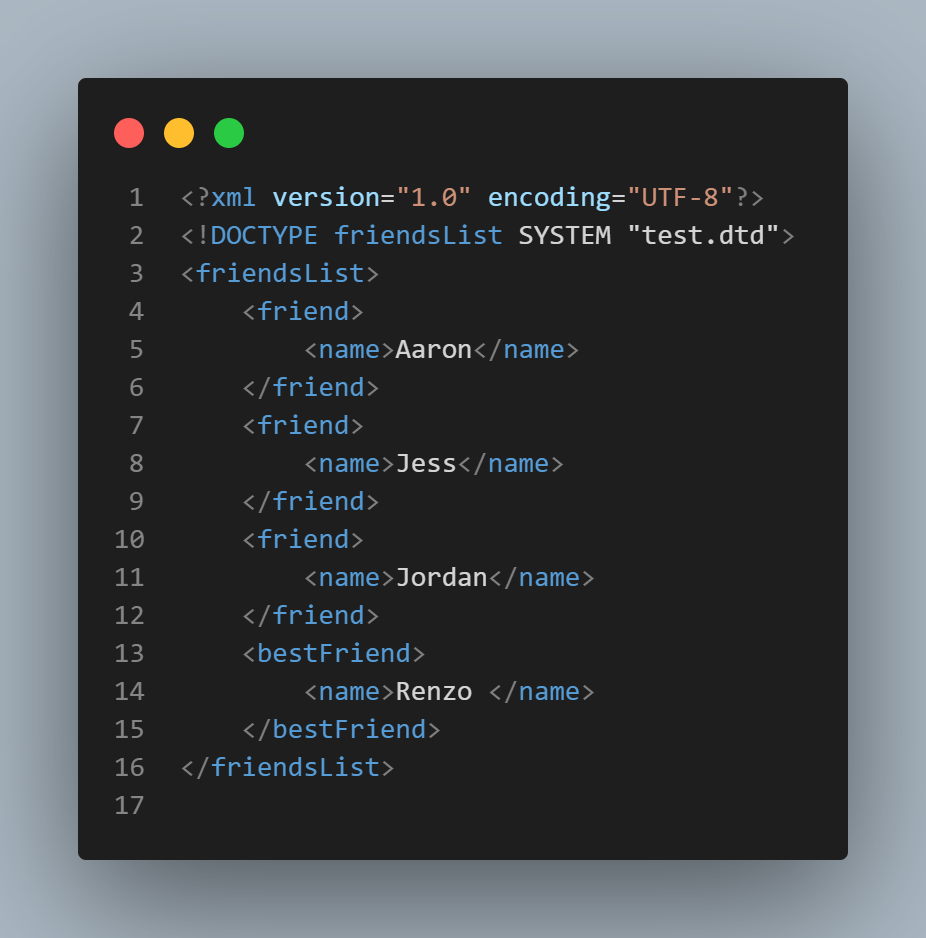 1 <?xml version="1.0" encoding="UTF-8"?>
2 <!DOCTYPE friendsList SYSTEM "test.dtd">
3 <friendsList>
4     <friend>
5         <name>Aaron</name>
6     </friend>
7     <friend>
8         <name>Jess</name>
9     </friend>
10     <friend>
11         <name>Jordan</name>
12     </friend>
13     <bestFriend>
14         <name>Renzo </name>
15     </bestFriend>
16 </friendsList>
17